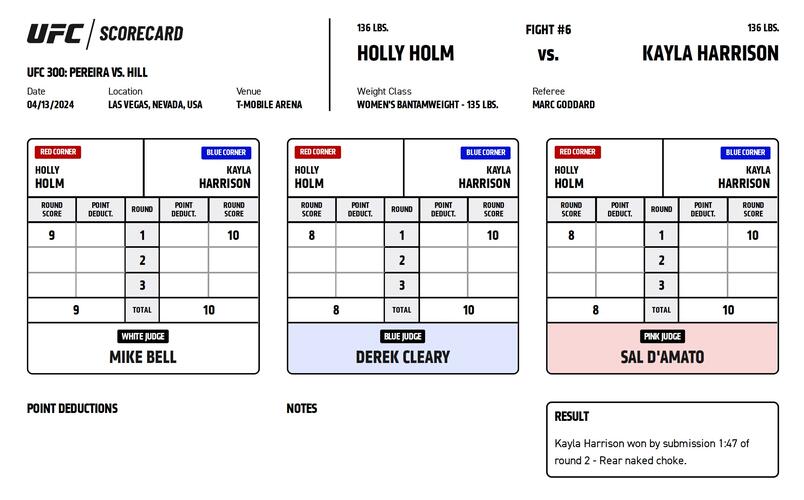 UFC / SCORECARD
UFC 300: PEREIRA VS. HILL
Date Location Venue
04/13/2024 LAS VEGAS, NEVADA, USA T-MOBILE ARENA
136 LBS. FIGHT #6 136 LBS.
HOLLY HOLM vs. KAYLA HARRISON
Weight Class Referee
WOMEN'S BANTAMWEIGHT - 135 LBS. MARC GODDARD
RED CORNER BLUE CORNER
HOLLY KAYLA
HOLM HARRISON
ROUND SCORE POINT DEDUCT. ROUND POINT DEDUCT. ROUND SCORE
9 1 10
2
3
9 TOTAL 10
WHITE JUDGE
MIKE BELL
RED CORNER BLUE CORNER
HOLLY KAYLA
HOLM HARRISON
ROUND SCORE POINT DEDUCT. ROUND POINT DEDUCT. ROUND SCORE
8 1 10
2
3
8 TOTAL 10
BLUE JUDGE
DEREK CLEARY
RED CORNER BLUE CORNER
HOLLY KAYLA
HOLM HARRISON
ROUND SCORE POINT DEDUCT. ROUND POINT DEDUCT. ROUND SCORE
8 1 10
2
3
8 TOTAL 10
PINK JUDGE
SAL D'AMATO
POINT DEDUCTIONS
NOTES
RESULT
Kayla Harrison won by submission 1:47 of
round 2 - Rear naked choke.